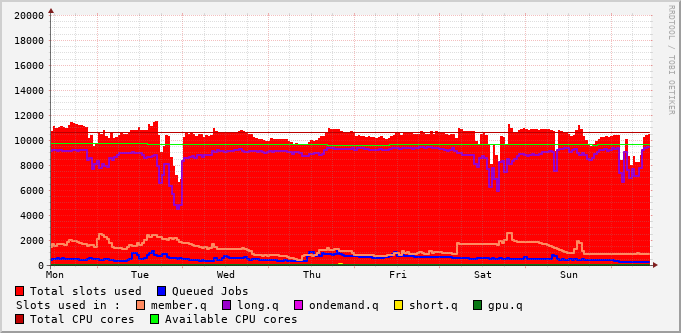 20000
18000
16000
14000
12000
10000
8000
6000
4000
2000
0
Mon Tue Wed Thu Fri Sat Sun
Total slots used Queued Jobs
Slots used in : member.q long.q ondemand.q short.q gpu.q
Total CPU cores Available CPU cores
RRDTOOL / TOBI OETIKER